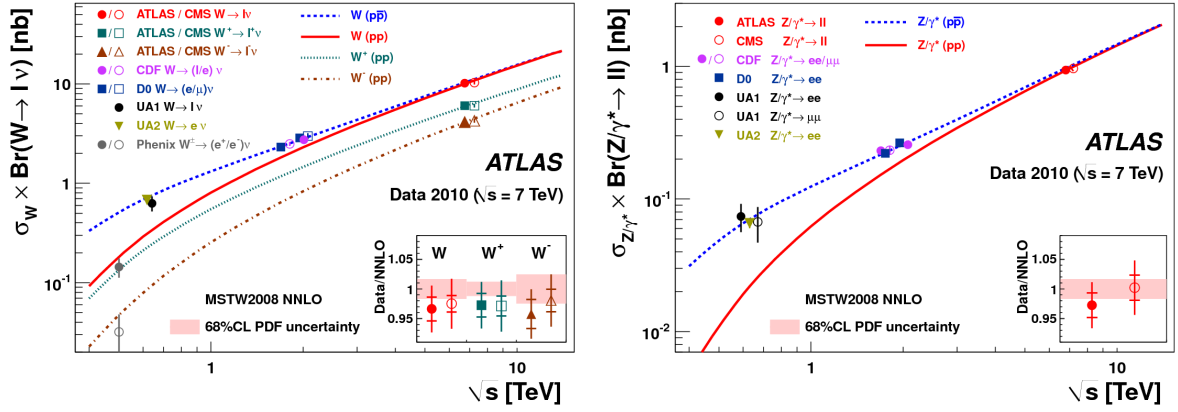 σ_W × Br(W→ l ν) [nb]
10
1
10⁻¹
ATLAS / CMS W→ lν
ATLAS / CMS W⁺→ l⁺ν
ATLAS / CMS W⁻→ l⁻ν
CDF W→ (l/e) ν
D0 W→ (e/μ)ν
UA1 W→ l ν
UA2 W→ e ν
Phenix W^±→ (e⁺/e⁻)ν
W (pp̅)
W (pp)
W⁺ (pp)
W⁻ (pp)
ATLAS
Data 2010 (√s = 7 TeV)
MSTW2008 NNLO
68%CL PDF uncertainty
Data/NNLO
W W⁺ W⁻
1.05
1
0.95
1 10
√s [TeV]
σ_Z/γ* × Br(Z/γ*→ ll) [nb]
1
10⁻¹
10⁻²
ATLAS Z/γ*→ ll
CMS Z/γ*→ ll
CDF Z/γ*→ ee/μμ
D0 Z/γ*→ ee
UA1 Z/γ*→ ee
UA1 Z/γ*→ μμ
UA2 Z/γ*→ ee
Z/γ* (pp̅)
Z/γ* (pp)
ATLAS
Data 2010 (√s = 7 TeV)
MSTW2008 NNLO
68%CL PDF uncertainty
Data/NNLO
1.05
1
0.95
1 10
√s [TeV]